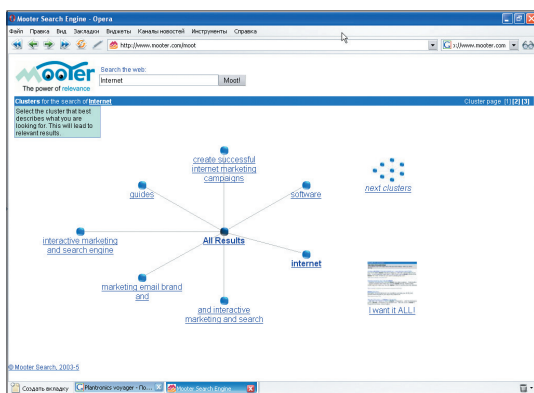 Mooter Search Engine - Opera
Файл Правка Вид Закладки Виджеты Каналы новостей Инструменты Справка
http://www.mooter.com/moot
://www.mooter.com
Mooter
The power of relevance
Search the web:
Internet
Moot!
Clusters for the search of Internet
Cluster page: [1] [2] [3]
Select the cluster that best
describes what you are
looking for. This will lead to
relevant results.
create successful
internet marketing
campaigns
guides
software
next clusters
interactive marketing
and search engine
All Results
internet
marketing email brand
and
and interactive
marketing and search
I want it ALL!
© Mooter Search, 2003-5
Создать вкладку
Plantronics voyager - По...
Mooter Search Engine